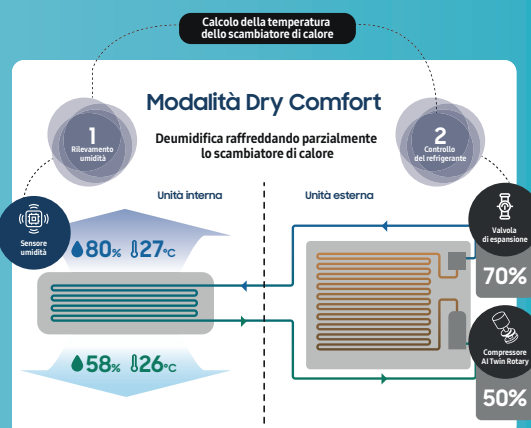 Calcolo della temperatura
dello scambiatore di calore
Modalità Dry Comfort
1
Rilevamento
umidità
2
Controllo
del refrigerante
Deumidifica raffreddando parzialmente
lo scambiatore di calore
Unità interna
Unità esterna
Sensore
umidità
80% 27°C
Valvola
di espansione
70%
58% 26°C
Compressore
AI Twin Rotary
50%